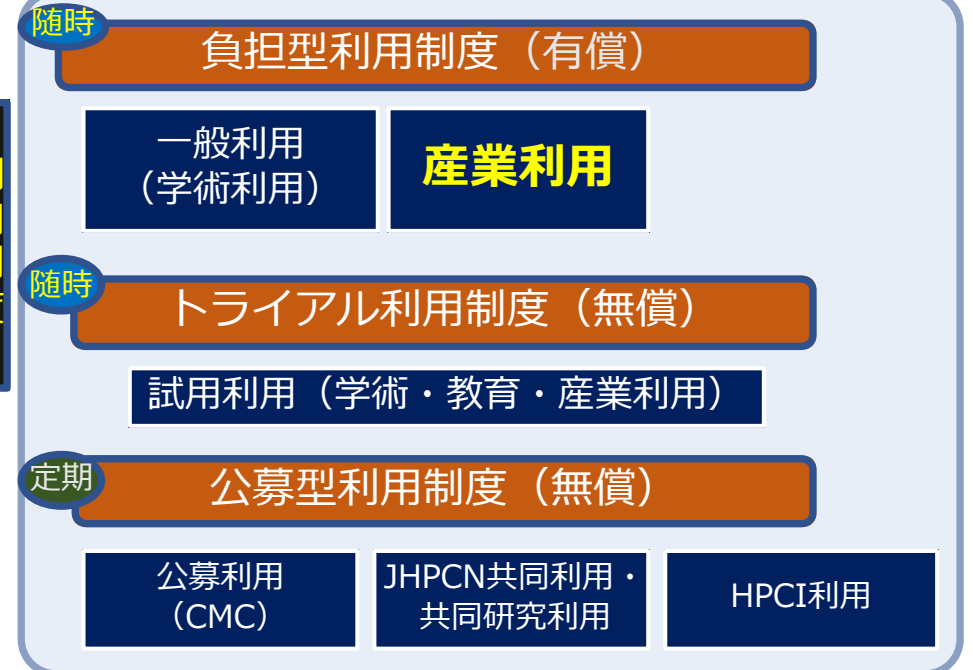 随時
負担型利用制度（有償）
一般利用
（学術利用）
産業利用
随時
トライアル利用制度（無償）
試用利用（学術・教育・産業利用）
定期
公募型利用制度（無償）
公募利用
（CMC）
JHPCN共同利用・
共同研究利用
HPCI利用